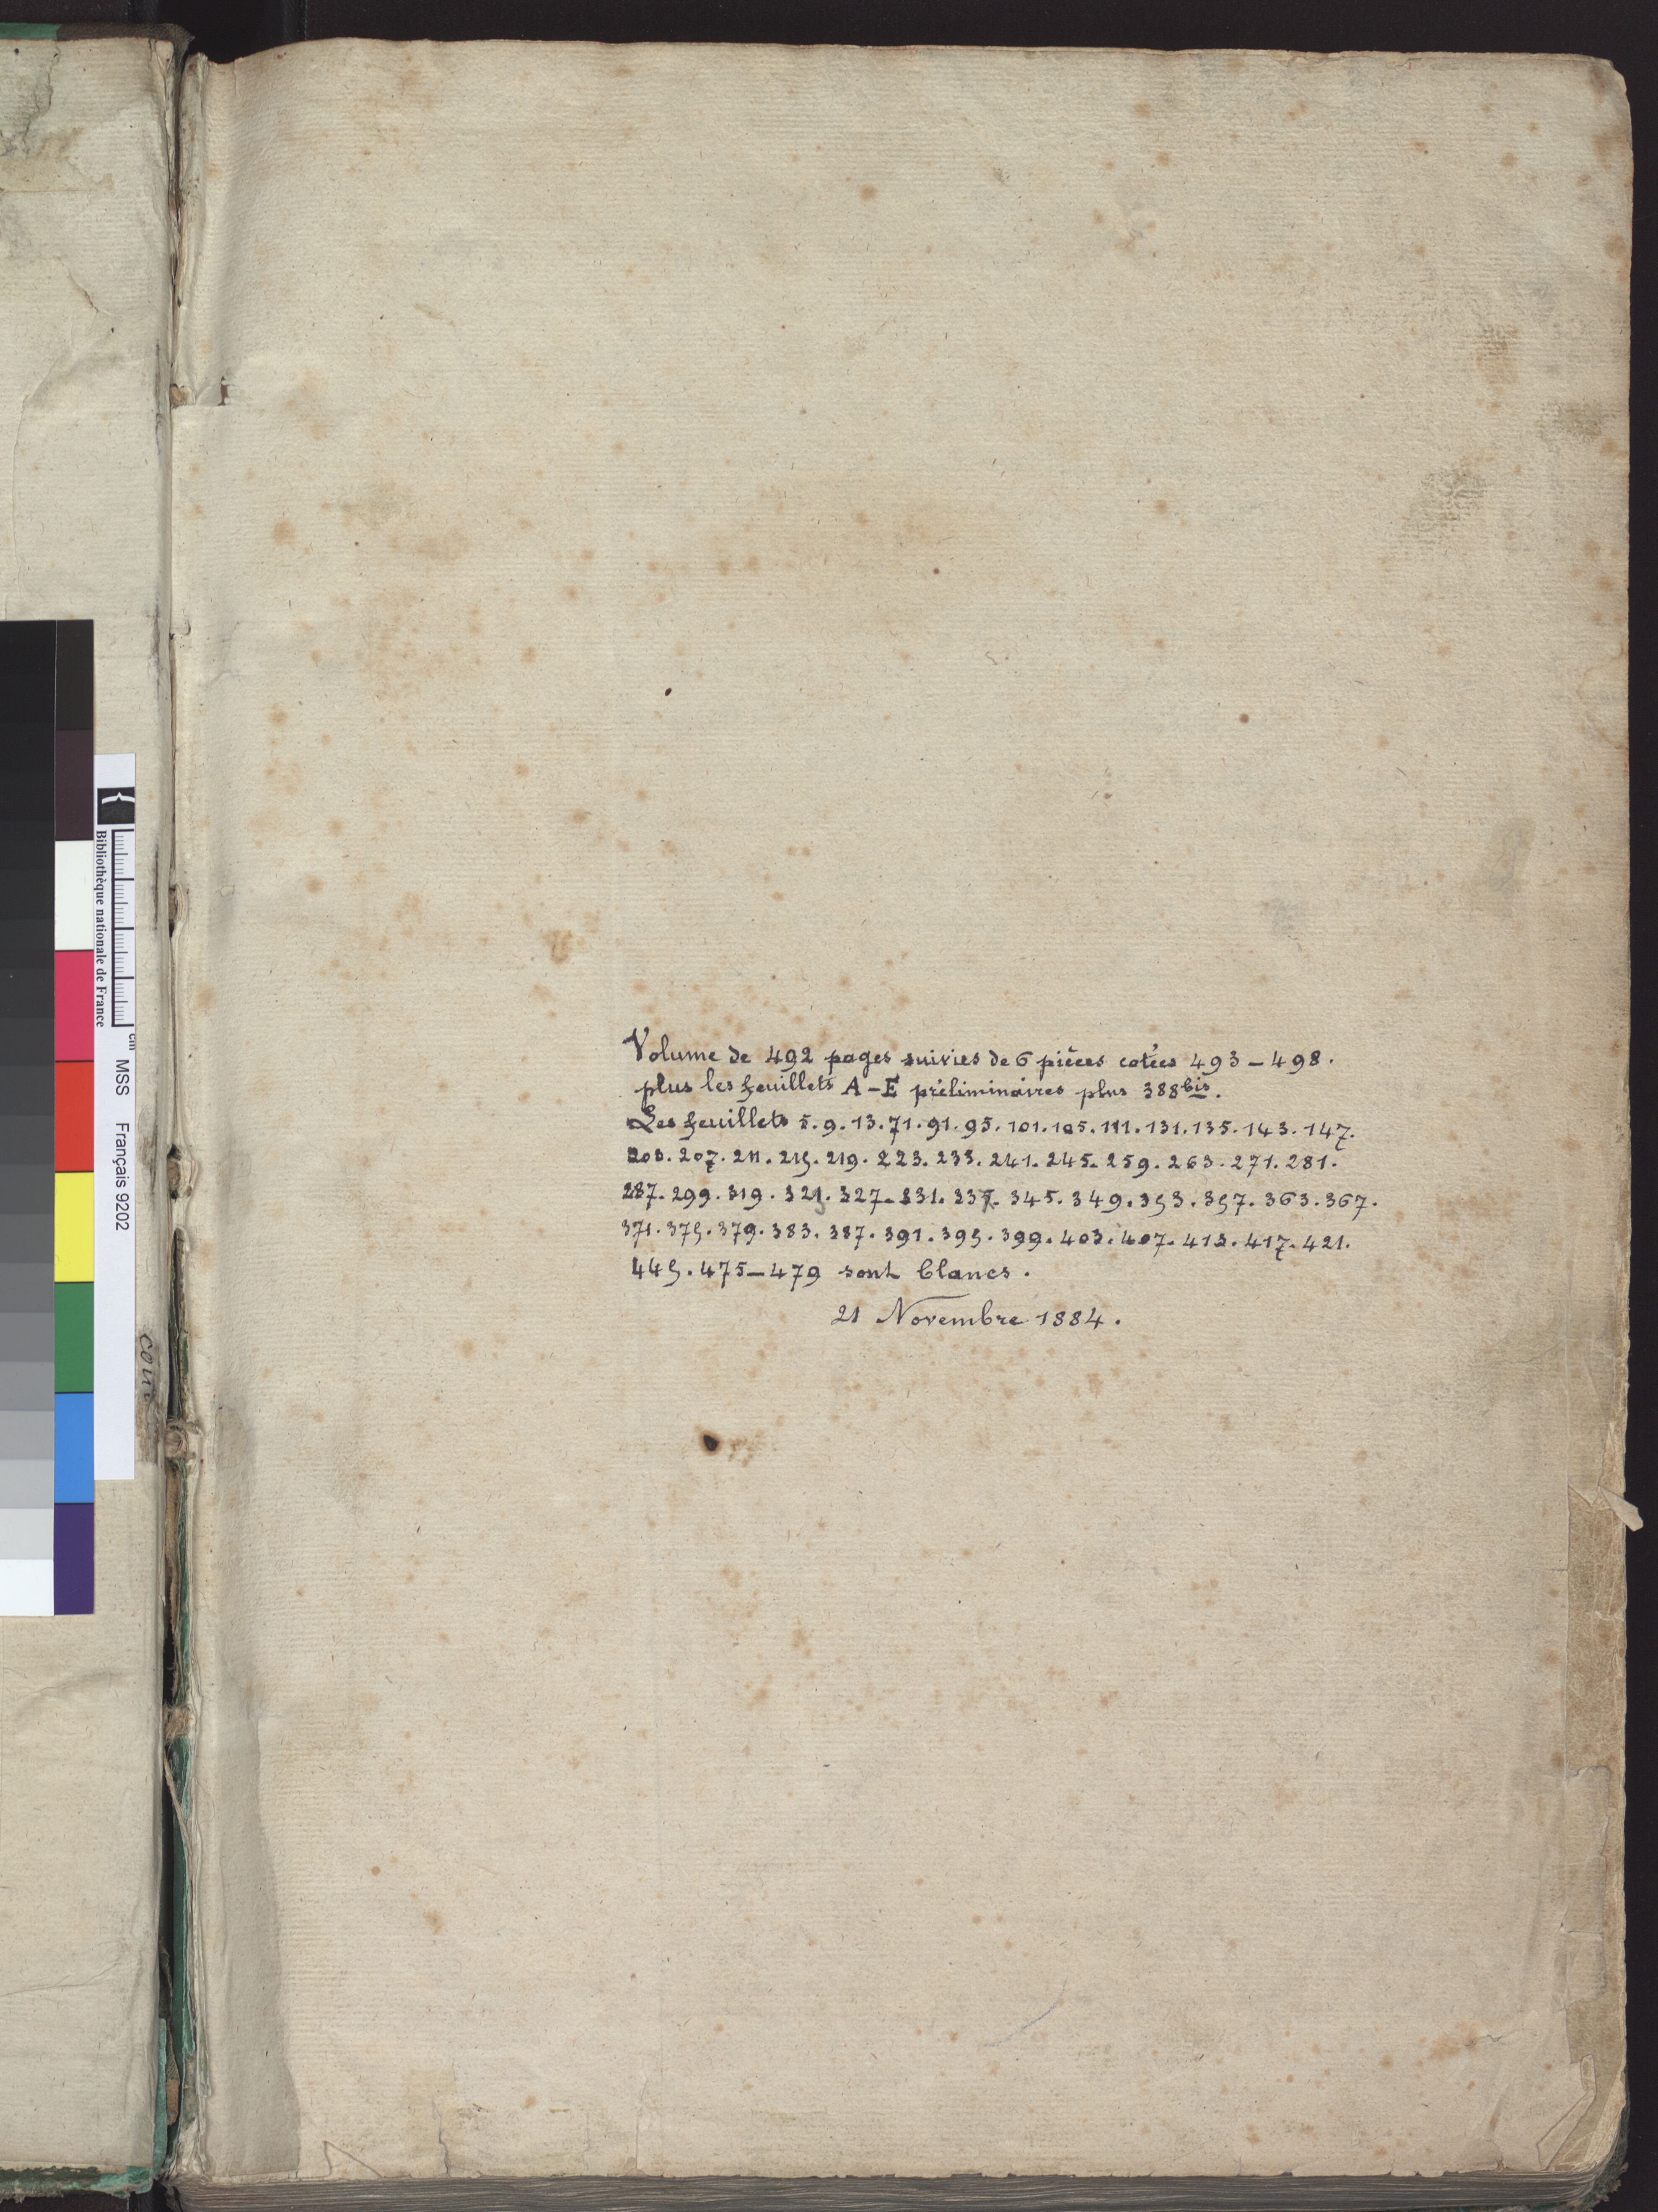 Volume de 492 pages suivies de 6 pièces cotées 493 – 498.
plus les feuillets A – E préliminaires plus 388 bis.
Les feuillets 5. 9. 13. 71. 91. 95. 101. 105. 111. 131. 135. 143. 147.
203. 207. 211. 215. 219. 223. 233. 241. 245. 259. 263. 271. 281.
287. 299. 319. 323. 327. 331. 337. 345. 349. 353. 357. 363. 367.
371. 375. 379. 383. 387. 391. 395. 399. 403. 407. 413. 417. 421.
445. 475 – 479 sont blancs.
21 Novembre 1884.
Bibliothèque nationale de France
cm
MSS Français 9202